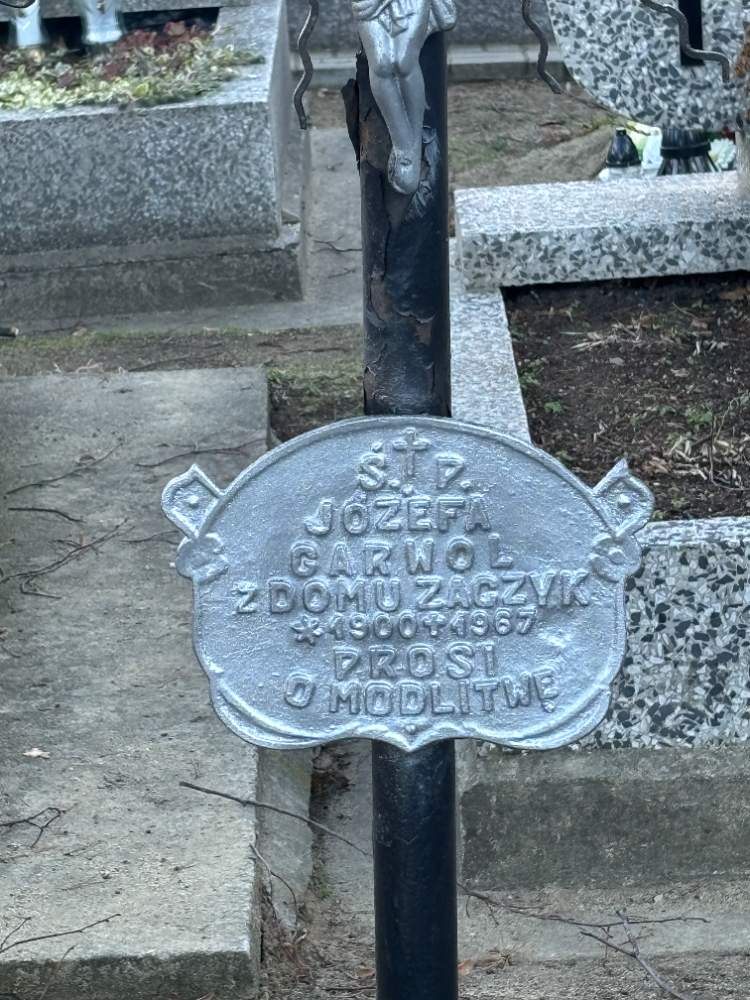 Ś.†P.
JÓZEFA
GARWOL
Z DOMU ZAGZYK
*1900†1967
PROSI
O MODLITWĘ